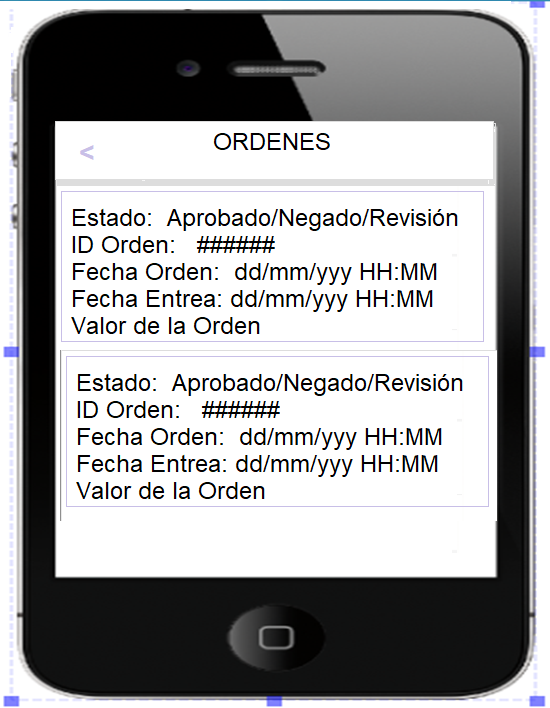 <
ORDENES
Estado: Aprobado/Negado/Revisión
ID Orden: ######
Fecha Orden: dd/mm/yyy HH:MM
Fecha Entrea: dd/mm/yyy HH:MM
Valor de la Orden
Estado: Aprobado/Negado/Revisión
ID Orden: ######
Fecha Orden: dd/mm/yyy HH:MM
Fecha Entrea: dd/mm/yyy HH:MM
Valor de la Orden